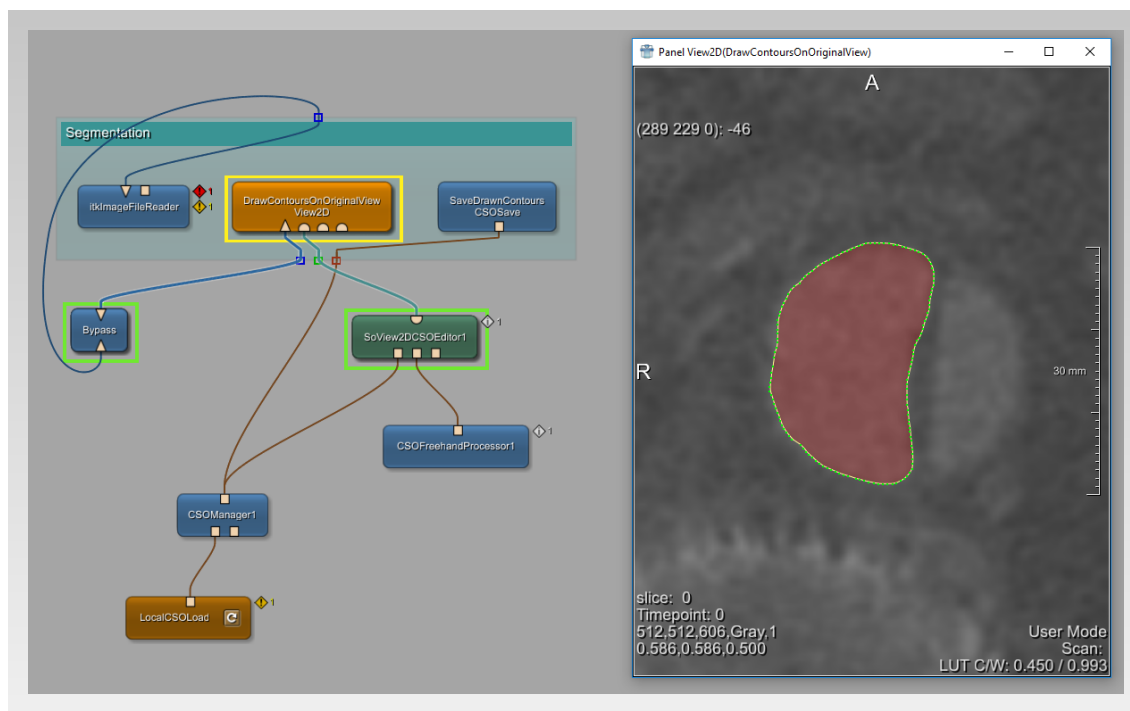 Segmentation
itkImageFileReader
1
1
DrawContoursOnOriginalView
View2D
SaveDrawnContours
CSOSave
Bypass
SoView2DCSOEditor1
1
CSOFreehandProcessor1
1
CSOManager1
LocalCSOLoad
1
Panel View2D(DrawContoursOnOriginalView)
A
(289 229 0): -46
R
30 mm
slice: 0
Timepoint: 0
512,512,606,Gray,1
0.586,0.586,0.500
User Mode
Scan:
LUT C/W: 0.450 / 0.993